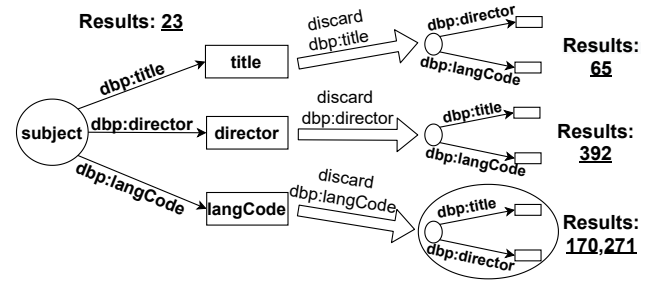 Results: 23
subject
dbp:title
title
dbp:director
director
dbp:langCode
langCode
discard
dbp:title
dbp:director
dbp:langCode
Results:
65
discard
dbp:director
dbp:title
dbp:langCode
Results:
392
discard
dbp:langCode
dbp:title
dbp:director
Results:
170,271